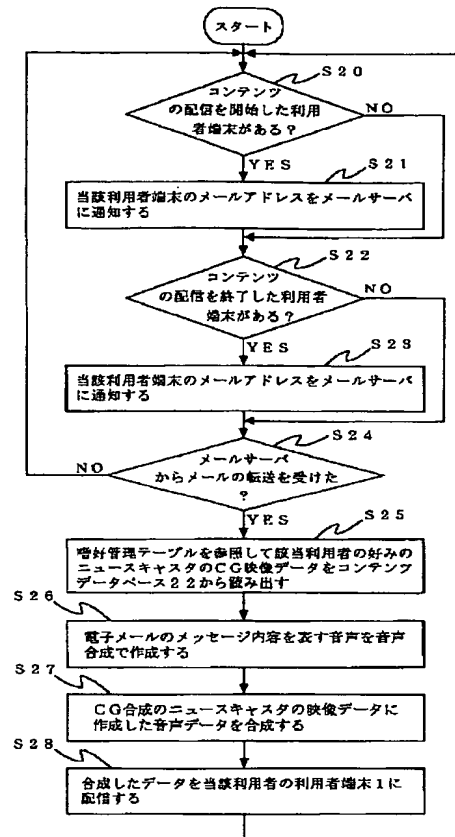 スタート
S20
コンテンツ
の配信を開始した利用
者端末がある?
NO
YES
S21
当該利用者端末のメールアドレスをメールサーバ
に通知する
S22
コンテンツ
の配信を終了した利用者
端末がある?
NO
YES
S23
当該利用者端末のメールアドレスをメールサーバ
に通知する
S24
メールサーバ
からメールの転送を受けた
?
NO
YES
S25
嗜好管理テーブルを参照して該当利用者の好みの
ニュースキャスタのCG映像データをコンテンツ
データベース22から読み出す
S26
電子メールのメッセージ内容を表す音声を音声
合成で作成する
S27
CG合成のニュースキャスタの映像データに
作成した音声データを合成する
S28
合成したデータを当該利用者の利用者端末1に
配信する